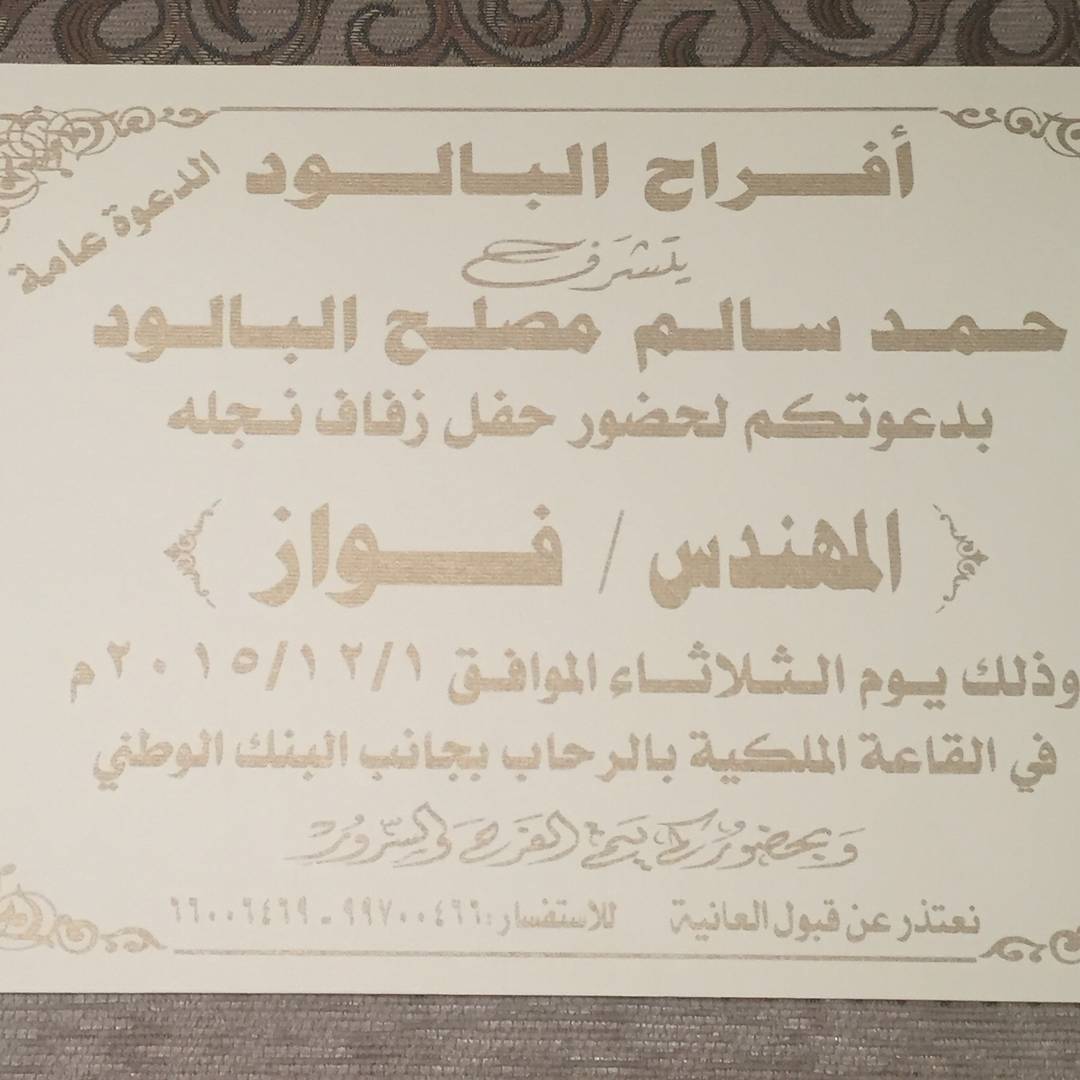 أفراح البالود
الدعوة عامة
يتشرف
حمد سالم مصلح البالود
بدعوتكم لحضور حفل زفاف نجله
المهندس / فواز
وذلك يوم الثلاثاء الموافق ٢٠١٥/١٢/١م
في القاعة الملكية بالرحاب بجانب البنك الوطني
وبحضوركم يتم الفرح والسرور
نعتذر عن قبول العانية للاستفسار: ٩٩٧٠٠٤٦٦ - ٦٦٠٠٦٤٦٩